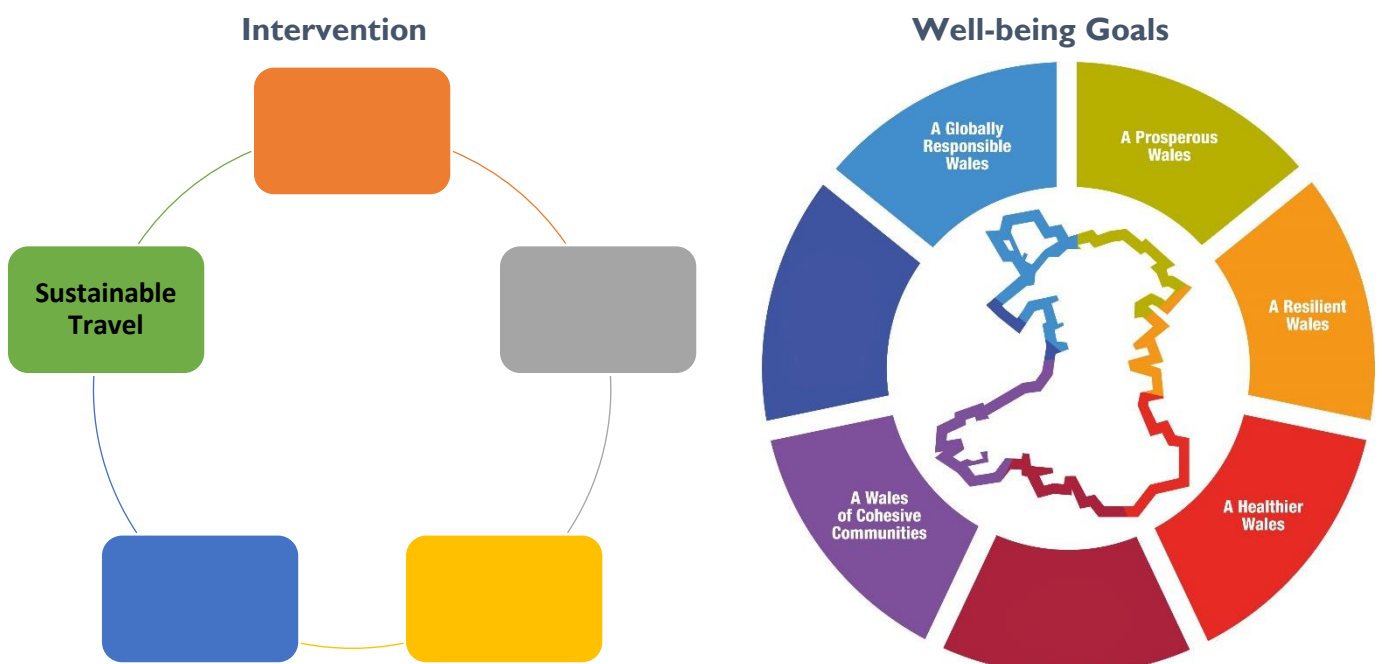 Intervention
Sustainable
Travel
Well-being Goals
A Globally
Responsible
Wales
A Prosperous
Wales
A Resilient
Wales
A Healthier
Wales
A Wales
of Cohesive
Communities